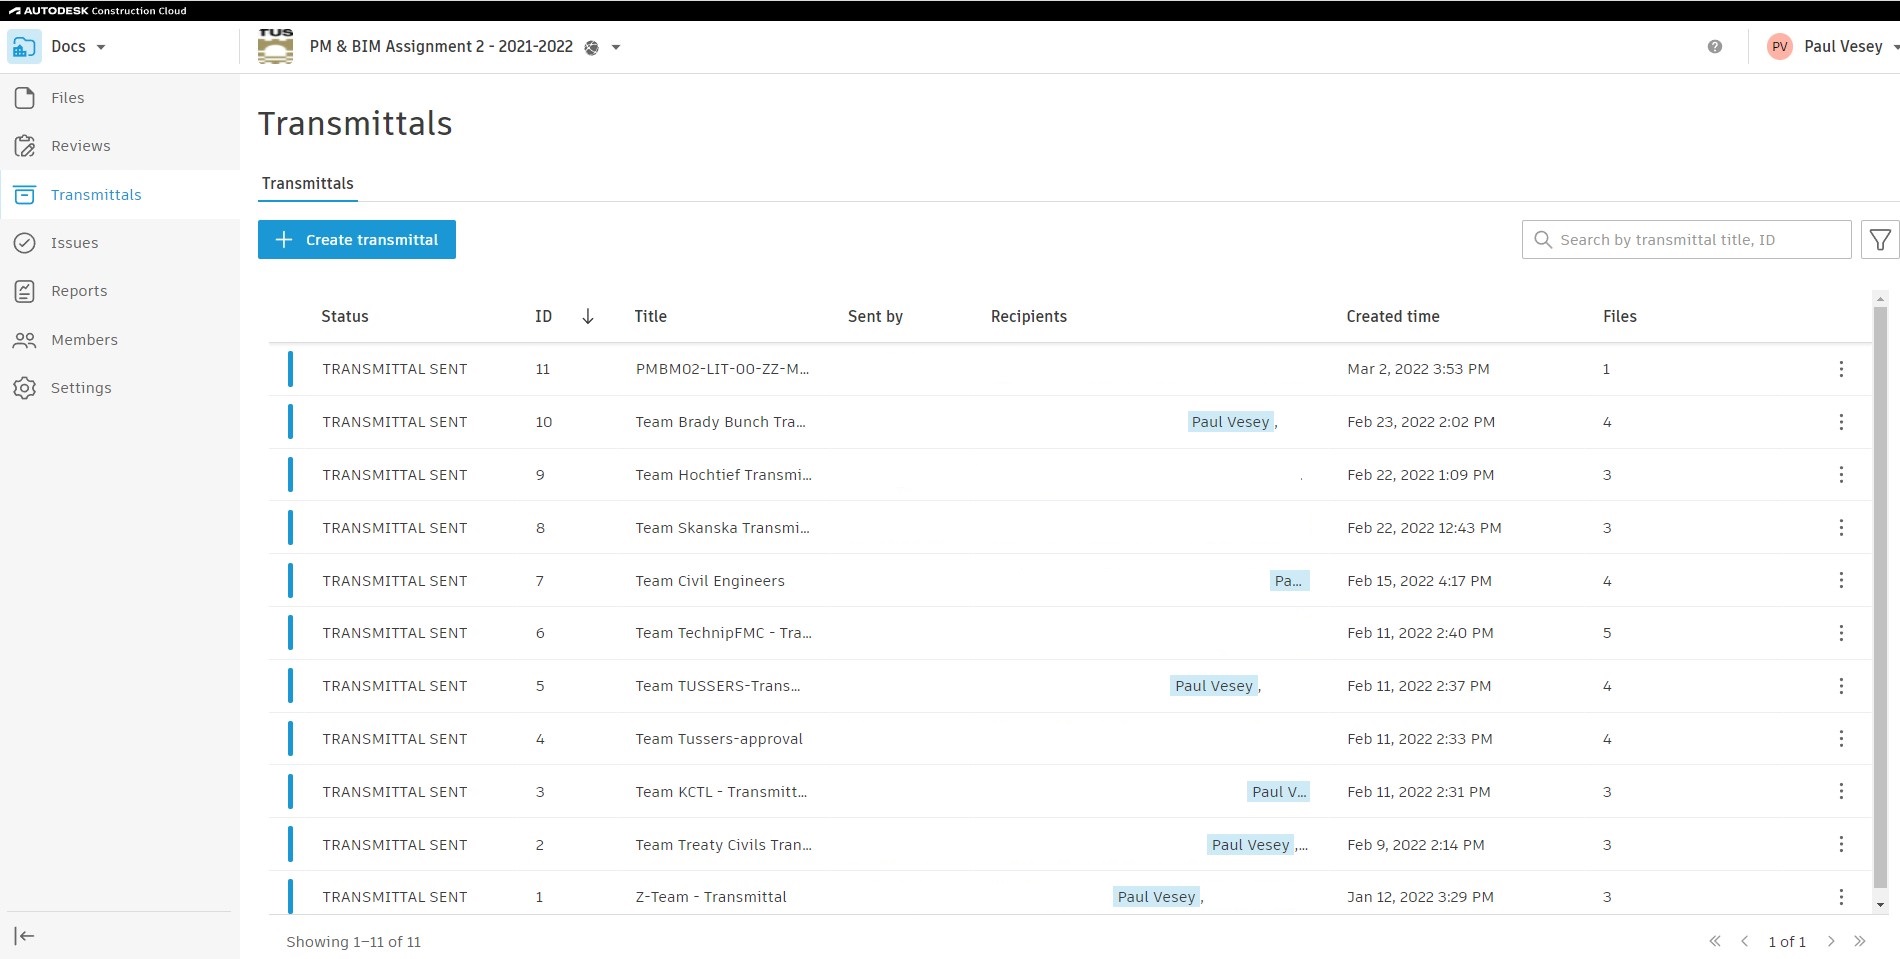 AUTODESK Construction Cloud
Docs
TUS
PM & BIM Assignment 2 - 2021-2022
?
PV
Paul Vesey
Files
Reviews
Transmittals
Issues
Reports
Members
Settings
Transmittals
Transmittals
+ Create transmittal
Search by transmittal title, ID
Status ID ↓ Title Sent by Recipients Created time Files
TRANSMITTAL SENT 11 PMBM02-LIT-00-ZZ-M... Mar 2, 2022 3:53 PM 1
TRANSMITTAL SENT 10 Team Brady Bunch Tra... Paul Vesey , Feb 23, 2022 2:02 PM 4
TRANSMITTAL SENT 9 Team Hochtief Transmi... . Feb 22, 2022 1:09 PM 3
TRANSMITTAL SENT 8 Team Skanska Transmi... Feb 22, 2022 12:43 PM 3
TRANSMITTAL SENT 7 Team Civil Engineers Pa... Feb 15, 2022 4:17 PM 4
TRANSMITTAL SENT 6 Team TechnipFMC - Tra... Feb 11, 2022 2:40 PM 5
TRANSMITTAL SENT 5 Team TUSSERS-Trans... Paul Vesey , Feb 11, 2022 2:37 PM 4
TRANSMITTAL SENT 4 Team Tussers-approval Feb 11, 2022 2:33 PM 4
TRANSMITTAL SENT 3 Team KCTL - Transmitt... Paul V... Feb 11, 2022 2:31 PM 3
TRANSMITTAL SENT 2 Team Treaty Civils Tran... Paul Vesey ,... Feb 9, 2022 2:14 PM 3
TRANSMITTAL SENT 1 Z-Team - Transmittal Paul Vesey , Jan 12, 2022 3:29 PM 3
Showing 1–11 of 11
1 of 1